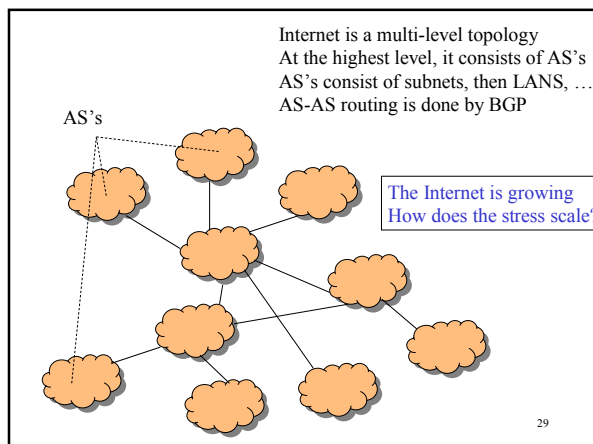 Internet is a multi-level topology
At the highest level, it consists of AS’s
AS’s consist of subnets, then LANS, …
AS-AS routing is done by BGP
AS’s
The Internet is growing
How does the stress scale?
29